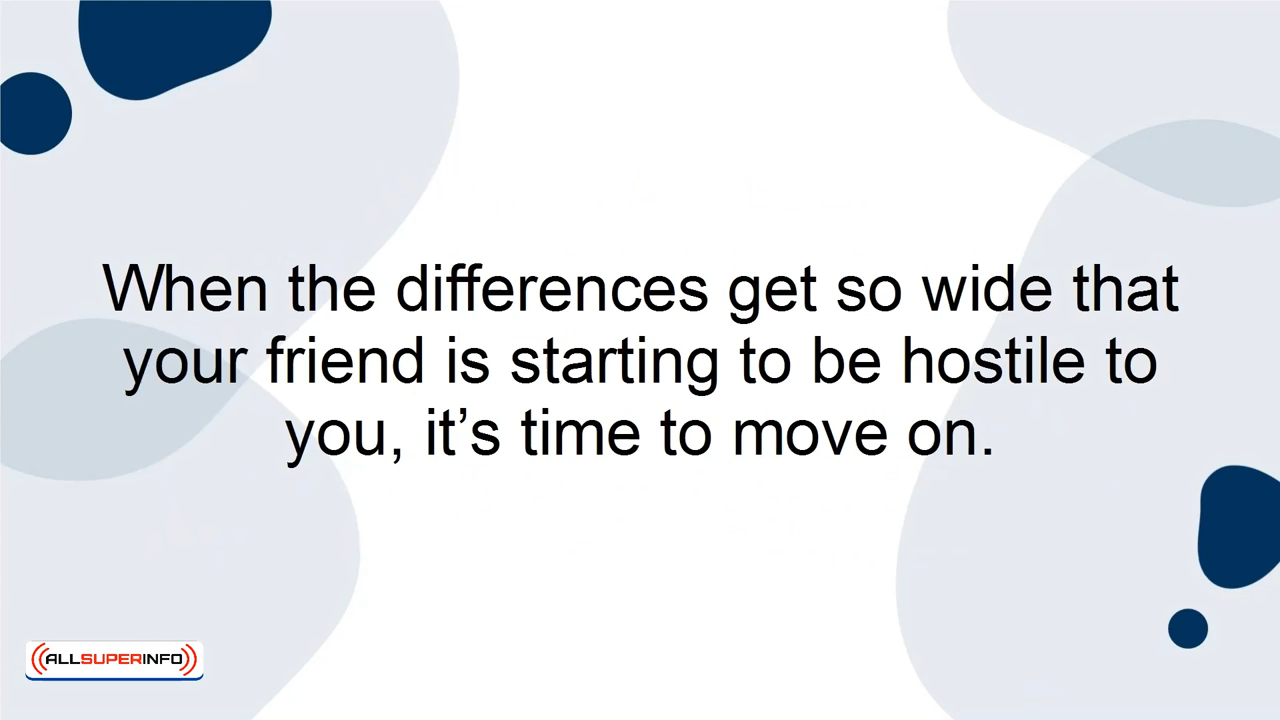 When the differences get so wide that
your friend is starting to be hostile to
you, it’s time to move on.
ALLSUPERINFO